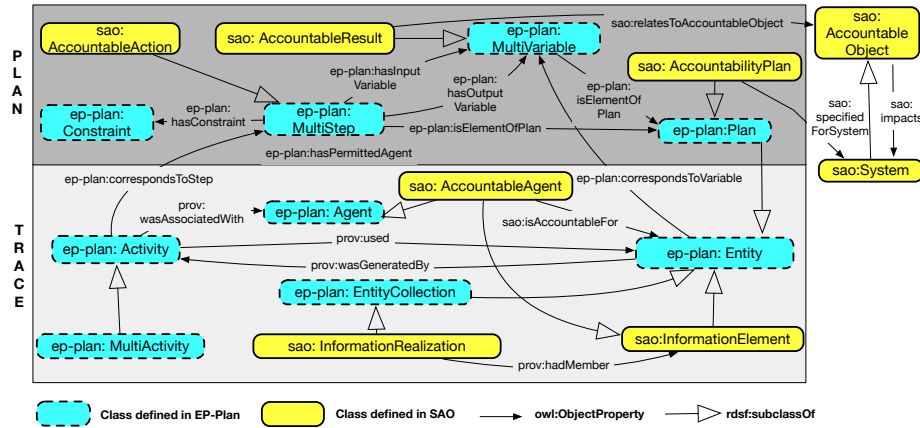 PLAN
sao:
AccountableAction
sao: AccountableResult
ep-plan:
MultiVariable
sao:relatesToAccountableObject
sao:
Accountable
Object
sao: AccountabilityPlan
ep-plan:hasInput
Variable
ep-plan:
hasOutput
Variable
ep-plan:
isElementOf
Plan
sao:
specified
ForSystem
sao:
impacts
ep-plan:
Constraint
ep-plan:
hasConstraint
ep-plan:
MultiStep
ep-plan:isElementOfPlan
ep-plan:Plan
ep-plan:hasPermittedAgent
sao:System
TRACE
ep-plan:correspondsToStep
sao: AccountableAgent
ep-plan:correspondsToVariable
prov:
wasAssociatedWith
ep-plan: Agent
sao:isAccountableFor
ep-plan: Activity
prov:used
ep-plan: Entity
prov:wasGeneratedBy
ep-plan: EntityCollection
ep-plan: MultiActivity
sao: InformationRealization
sao:InformationElement
prov:hadMember
Class defined in EP-Plan
Class defined in SAO
owl:ObjectProperty
rdsf:subclassOf